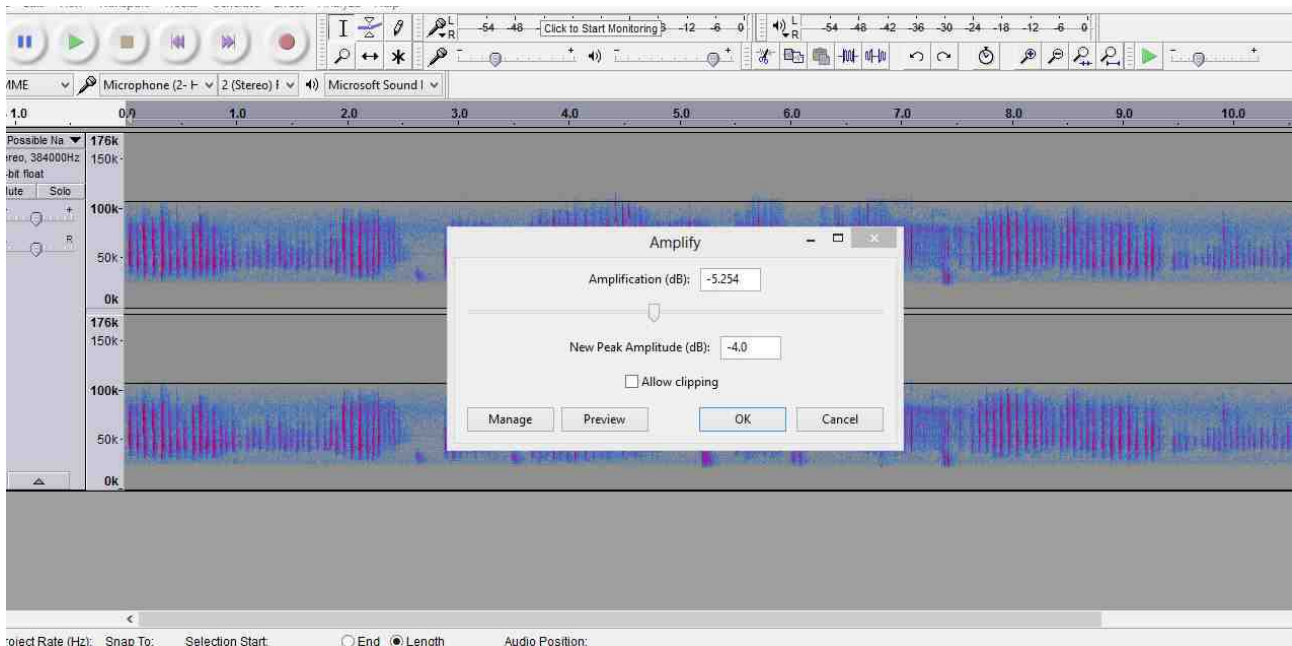 L R -54 -48 Click to Start Monitoring -12 -6 0 L R -54 -48 -42 -36 -30 -24 -18 -12 -6 0
MME Microphone (2- H 2 (Stereo) Microsoft Sound
1.0 0.0 1.0 2.0 3.0 4.0 5.0 6.0 7.0 8.0 9.0 10.0
Possible Na
176k
150k
100k
50k
0k
ereo, 384000Hz
-bit float
Mute Solo
+
R
176k
150k
100k
50k
0k
Amplify
Amplification (dB): -5.254
New Peak Amplitude (dB): -4.0
Allow clipping
Manage Preview OK Cancel
Project Rate (Hz): Snap To: Selection Start: End Length Audio Position: